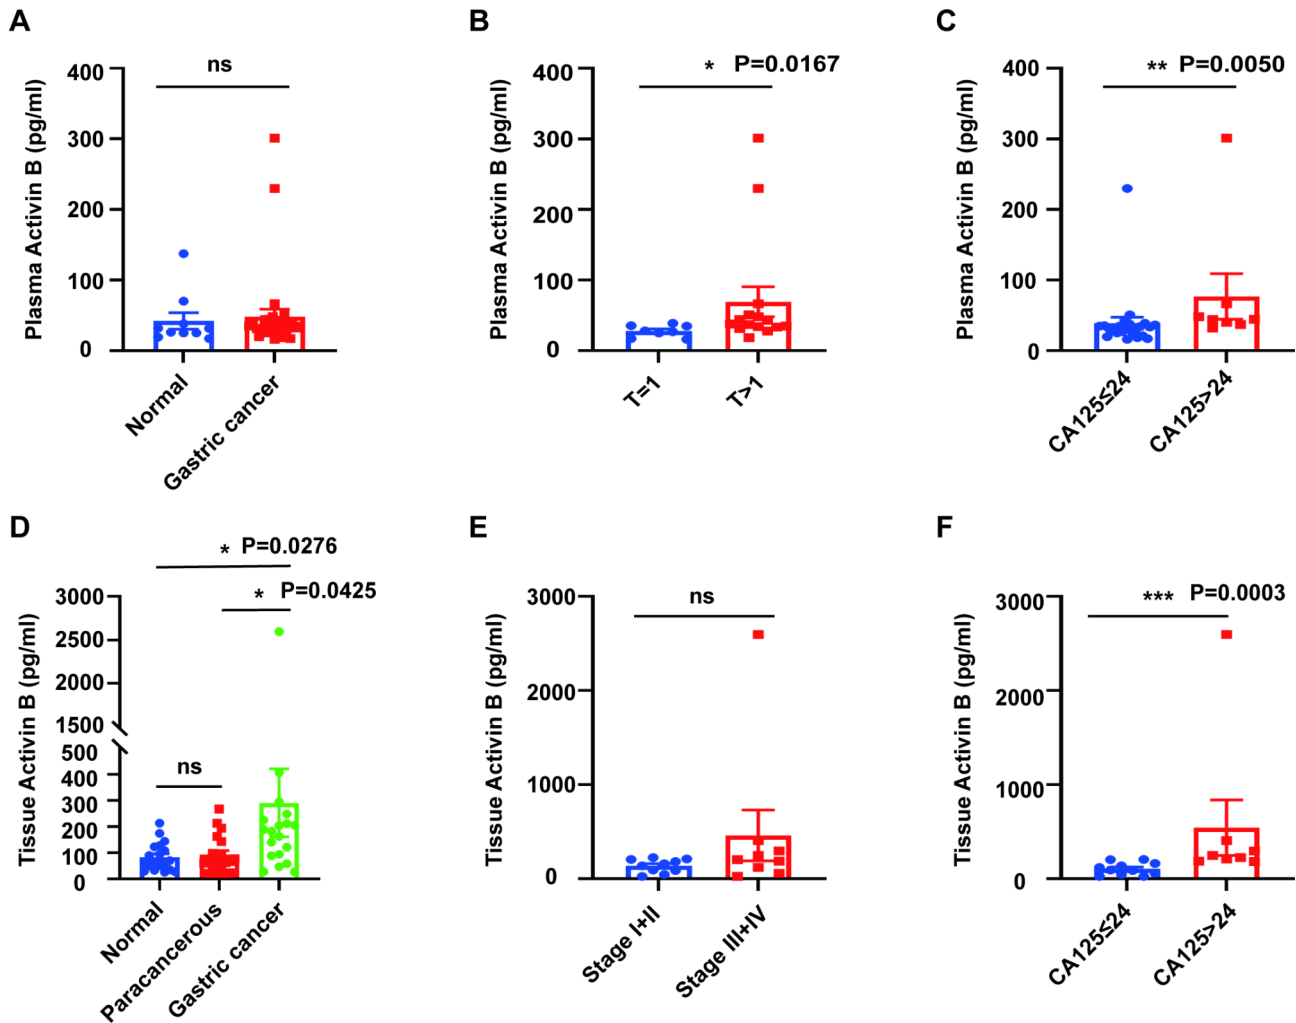 A
ns
Plasma Activin B (pg/ml)
400
300
200
100
0
Normal
Gastric cancer
B
* P=0.0167
Plasma Activin B (pg/ml)
400
300
200
100
0
T=1
T>1
C
** P=0.0050
Plasma Activin B (pg/ml)
400
300
200
100
0
CA125≤24
CA125>24
D
* P=0.0276
* P=0.0425
ns
Tissue Activin B (pg/ml)
3000
2500
2000
1500
500
400
300
200
100
0
Normal
Paracancerous
Gastric cancer
E
ns
Tissue Activin B (pg/ml)
3000
2000
1000
0
Stage I+II
Stage III+IV
F
*** P=0.0003
Tissue Activin B (pg/ml)
3000
2000
1000
0
CA125≤24
CA125>24